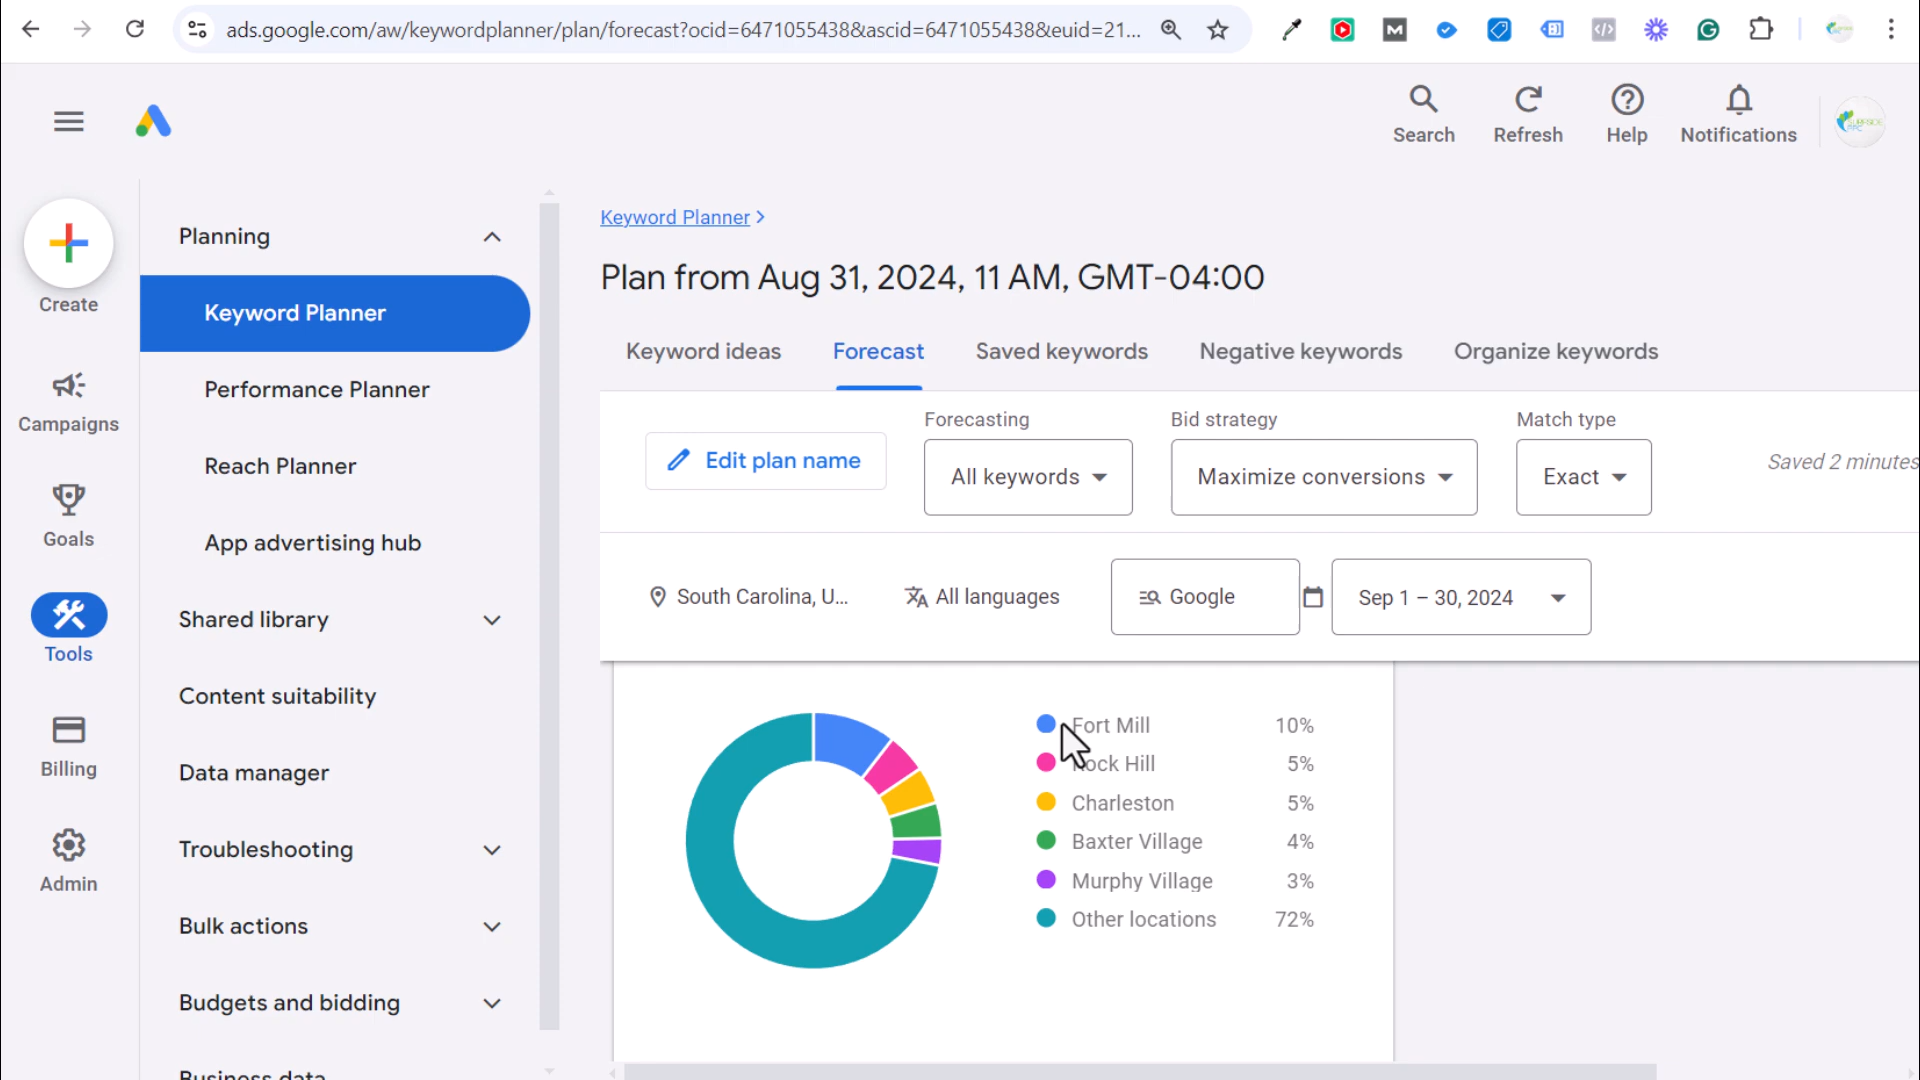 ads.google.com/aw/keywordplanner/plan/forecast?ocid=6471055438&ascid=6471055438&euid=21...
Search
Refresh
Help
Notifications
Create
Campaigns
Goals
Tools
Billing
Admin
Planning
Keyword Planner
Performance Planner
Reach Planner
App advertising hub
Shared library
Content suitability
Data manager
Troubleshooting
Bulk actions
Budgets and bidding
Business data
Keyword Planner >
Plan from Aug 31, 2024, 11 AM, GMT-04:00
Keyword ideas
Forecast
Saved keywords
Negative keywords
Organize keywords
Edit plan name
Forecasting
All keywords
Bid strategy
Maximize conversions
Match type
Exact
Saved 2 minutes
South Carolina, U...
All languages
Google
Sep 1 – 30, 2024
Fort Mill 10%
Rock Hill 5%
Charleston 5%
Baxter Village 4%
Murphy Village 3%
Other locations 72%